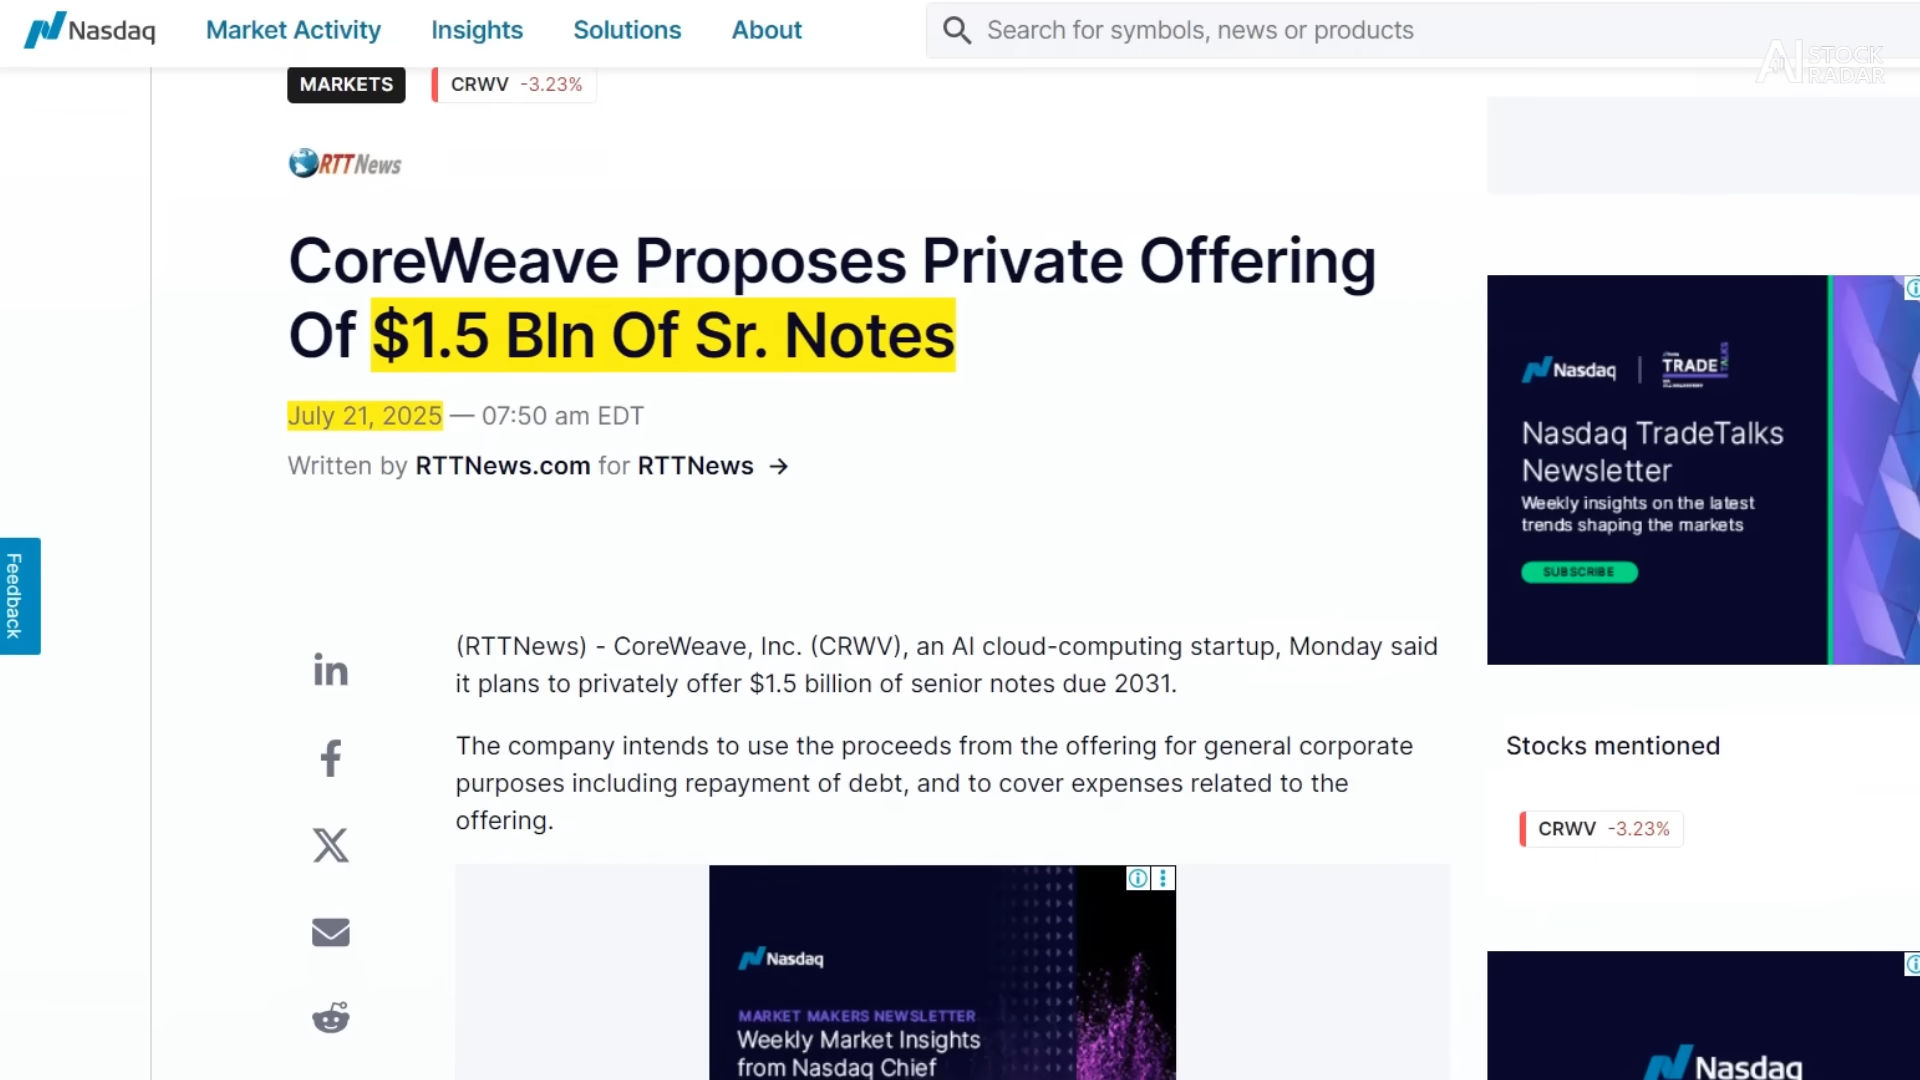 Nasdaq
Market Activity
Insights
Solutions
About
Search for symbols, news or products
AI STOCK RADAR
MARKETS
CRWV -3.23%
RTTNews
CoreWeave Proposes Private Offering
Of $1.5 Bln Of Sr. Notes
July 21, 2025 — 07:50 am EDT
Written by RTTNews.com for RTTNews →
Feedback
(RTTNews) - CoreWeave, Inc. (CRWV), an AI cloud-computing startup, Monday said
it plans to privately offer $1.5 billion of senior notes due 2031.
The company intends to use the proceeds from the offering for general corporate
purposes including repayment of debt, and to cover expenses related to the
offering.
Nasdaq
MARKET MAKERS NEWSLETTER
Weekly Market Insights
from Nasdaq Chief
Nasdaq | TRADE TALKS
Nasdaq TradeTalks
Newsletter
Weekly insights on the latest
trends shaping the markets
SUBSCRIBE
Stocks mentioned
CRWV -3.23%
Nasdaq